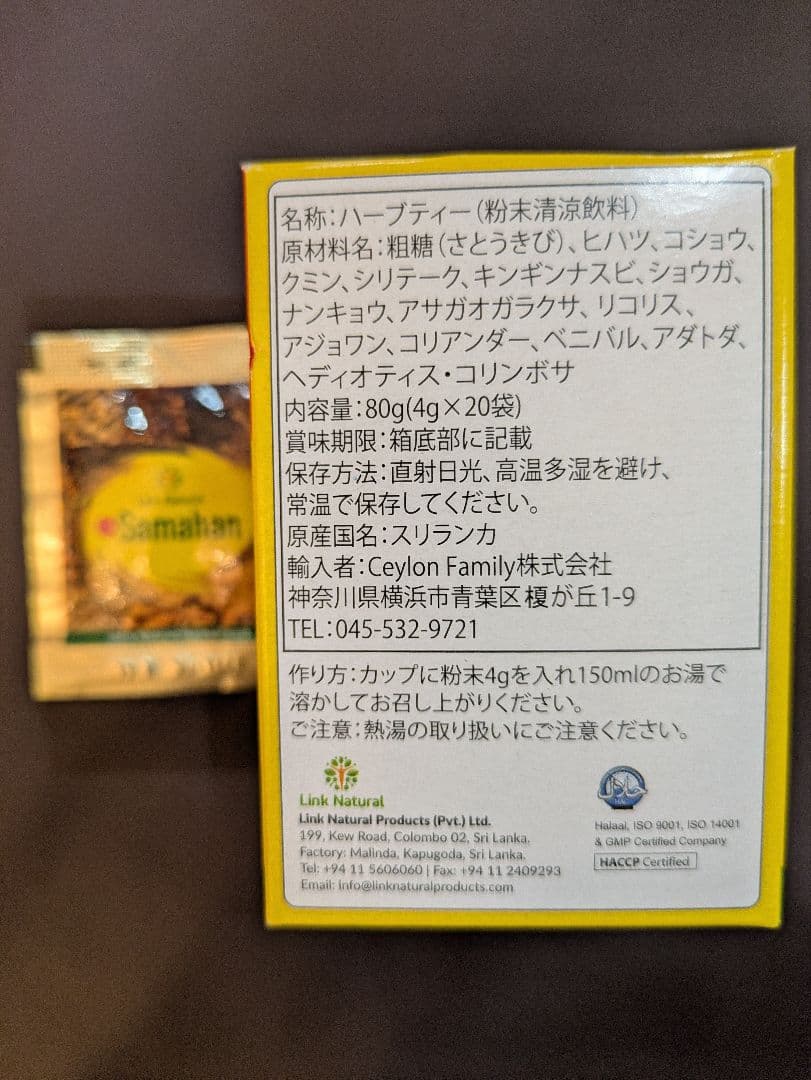 名称：ハーブティー（粉末清涼飲料）
原材料名：粗糖（さとうきび）、ヒハツ、コショウ、
クミン、シリテーク、キンギンナスビ、ショウガ、
ナンキョウ、アサガオガラクサ、リコリス、
アジョワン、コリアンダー、ベニバル、アダトダ、
ヘディオティス・コリンボサ
内容量：80g(4g×20袋)
賞味期限：箱底部に記載
保存方法：直射日光、高温多湿を避け、
常温で保存してください。
原産国名：スリランカ
輸入者：Ceylon Family株式会社
神奈川県横浜市青葉区榎が丘1-9
TEL：045-532-9721
作り方：カップに粉末4gを入れ150mlのお湯で
溶かしてお召し上がりください。
ご注意：熱湯の取り扱いにご注意ください。
Link Natural
Link Natural Products (Pvt.) Ltd.
199, Kew Road, Colombo 02, Sri Lanka.
Factory: Malinda, Kapugoda, Sri Lanka.
Tel: +94 11 5606060 | Fax: +94 11 2409293
Email: info@linknaturalproducts.com
حلال
Halaal, ISO 9001, ISO 14001
& GMP Certified Company
HACCP Certified
Samahan